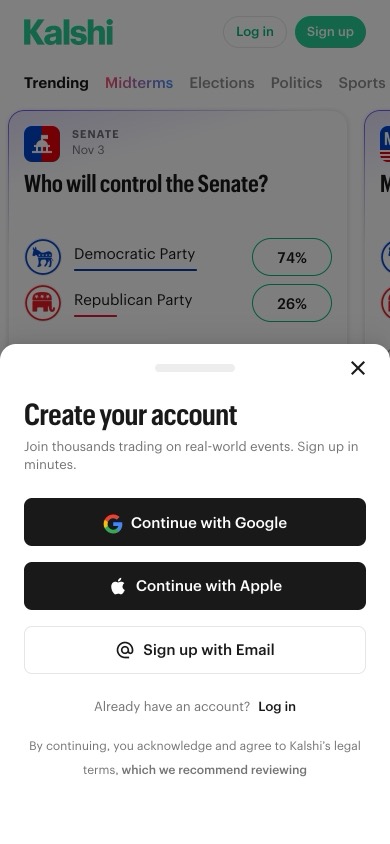 Kalshi
Log in
Sign up
Trending Midterms Elections Politics Sports
SENATE
Nov 3
Who will control the Senate?
Democratic Party
74%
Republican Party
26%
Create your account
Join thousands trading on real-world events. Sign up in
minutes.
Continue with Google
Continue with Apple
Sign up with Email
Already have an account? Log in
By continuing, you acknowledge and agree to Kalshi's legal
terms, which we recommend reviewing